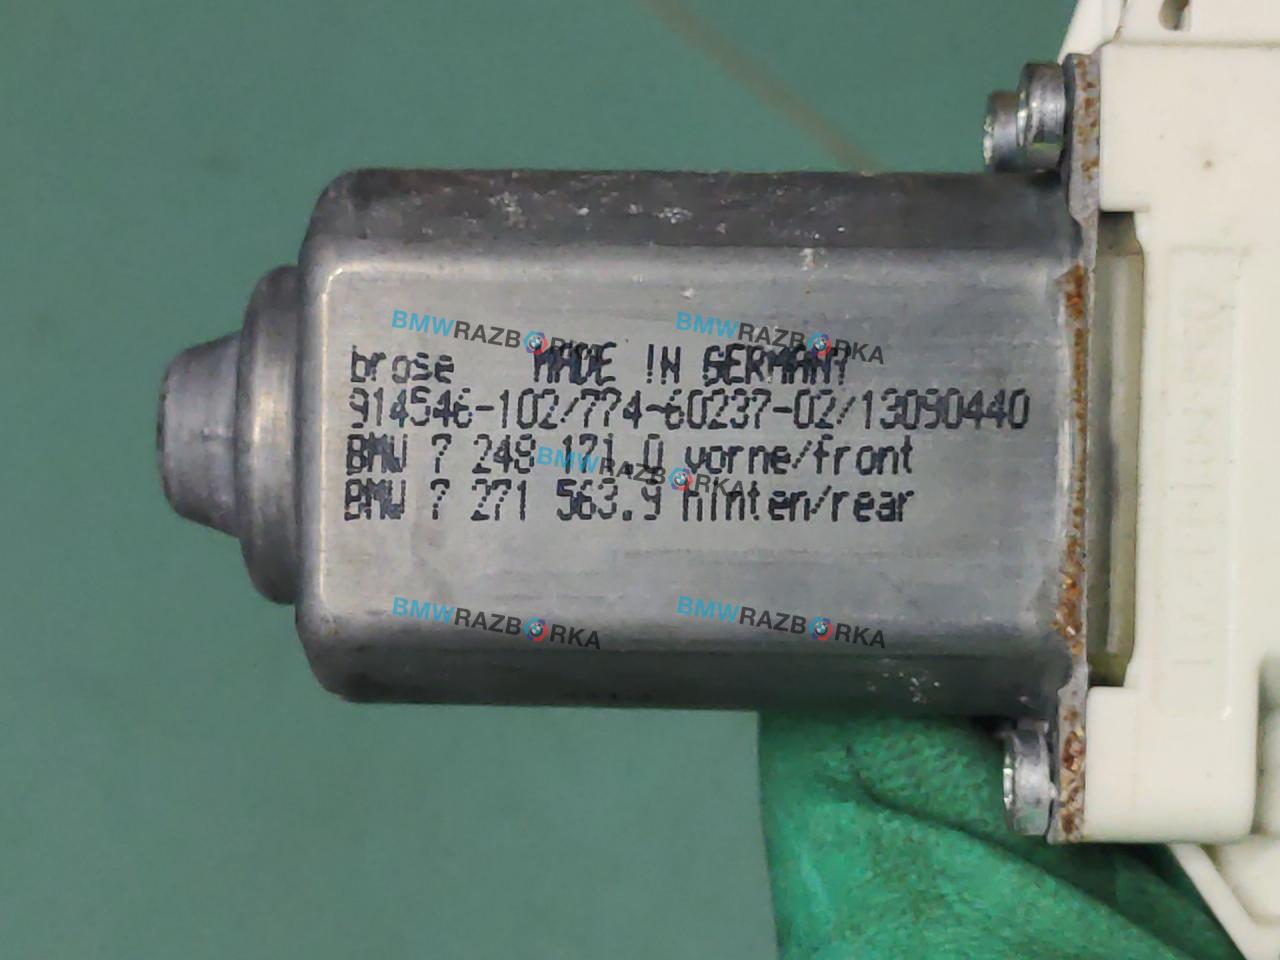 BMWRAZBORKA BMWRAZBORKA
brose MADE IN GERMANY
914546-102/774-60237-02/13090440
BMW 7 248 171.0 vorne/front
BMWRAZBORKA
BMW 7 271 563.9 hinten/rear
BMWRAZBORKA BMWRAZBORKA